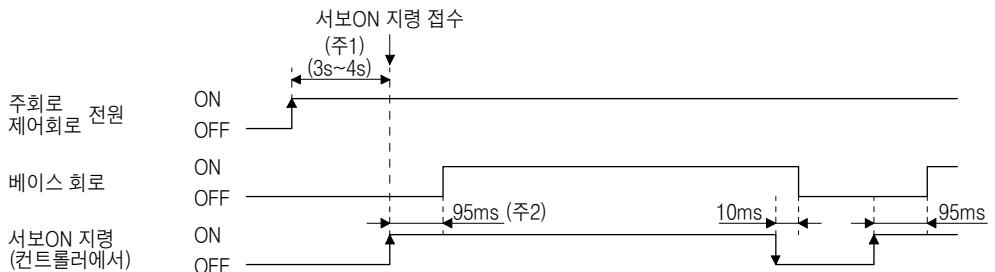 서보ON 지령 접수
(주1)
(3s~4s)
주회로
제어회로 전원
ON
OFF
베이스 회로
ON
OFF
95ms (주2)
10ms
95ms
서보ON 지령
(컨트롤러에서)
ON
OFF